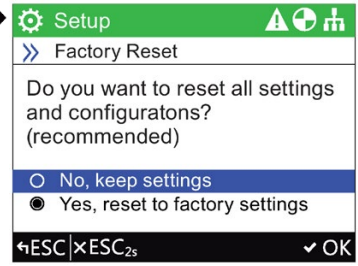 Setup
Factory Reset
Do you want to reset all settings
and configuratons?
(recommended)
No, keep settings
Yes, reset to factory settings
ESC ×ESC2s OK